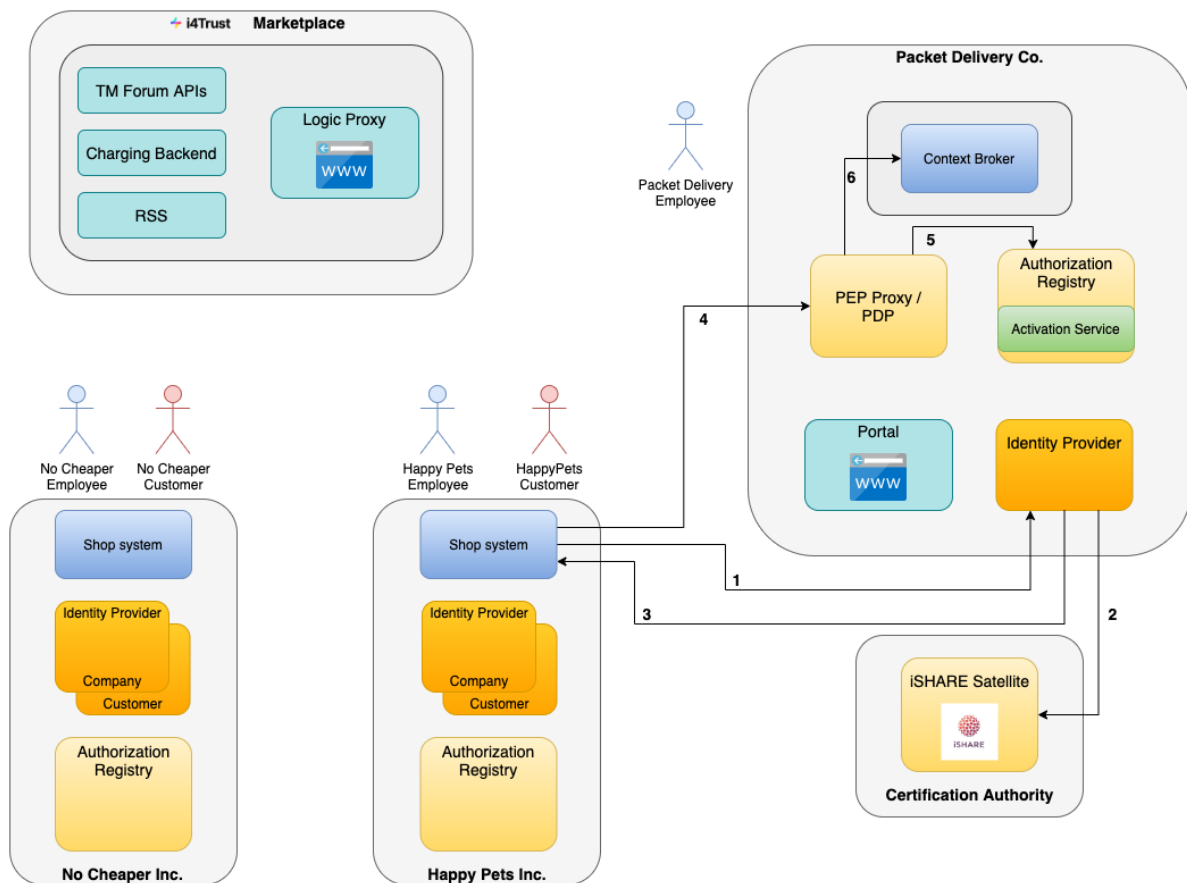 i4Trust Marketplace
TM Forum APIs
Charging Backend
RSS
Logic Proxy
WWW
Packet Delivery
Employee
Packet Delivery Co.
Context Broker
6
5
PEP Proxy /
PDP
Authorization
Registry
Activation Service
4
Portal
WWW
Identity Provider
1
3
2
No Cheaper
Employee
No Cheaper
Customer
Happy Pets
Employee
HappyPets
Customer
Shop system
Identity Provider
Company
Customer
Authorization
Registry
No Cheaper Inc.
Shop system
Identity Provider
Company
Customer
Authorization
Registry
Happy Pets Inc.
iSHARE Satellite
iSHARE
Certification Authority